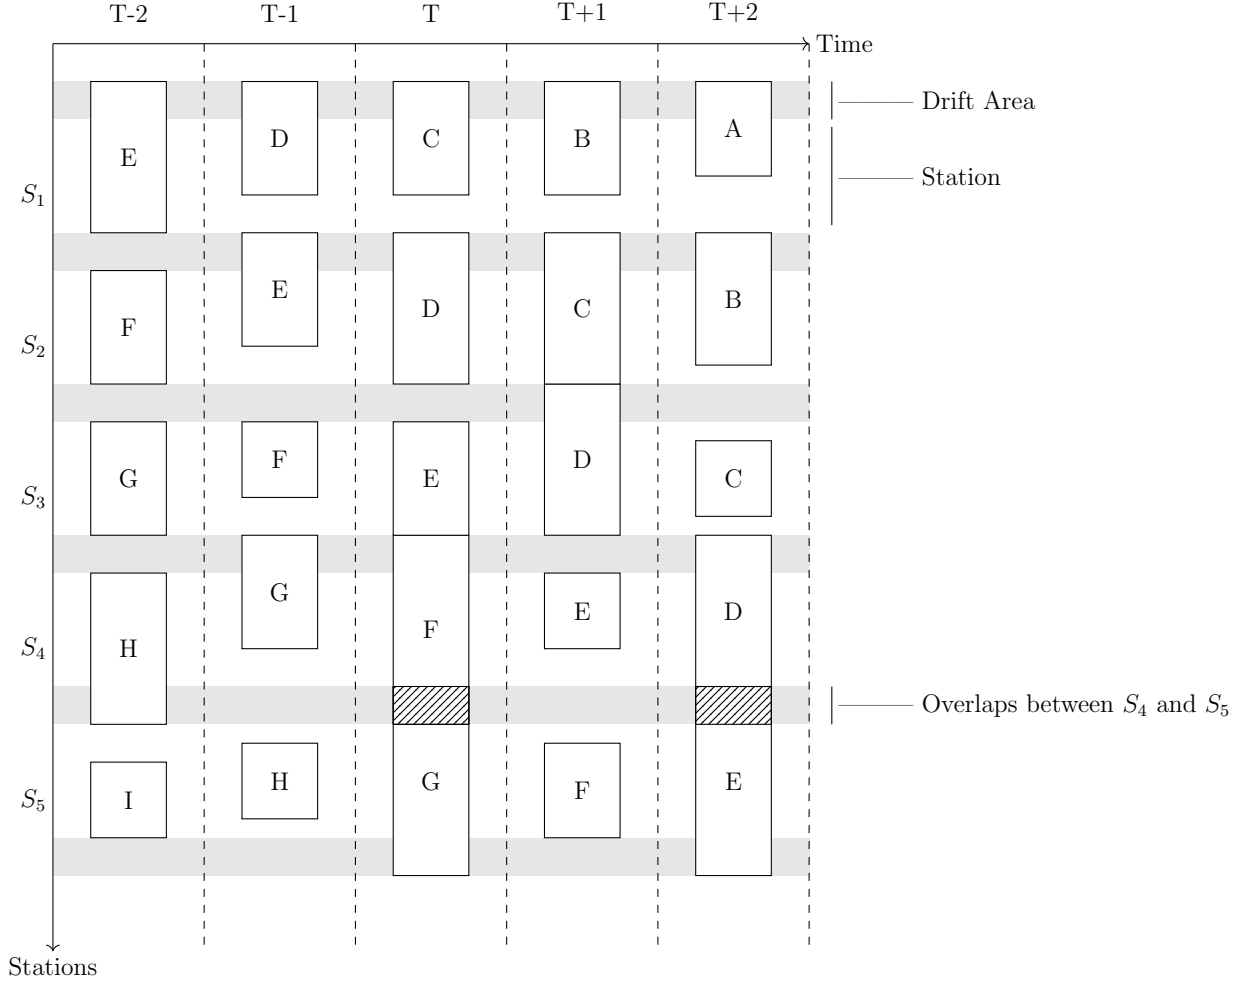 T-2 T-1 T T+1 T+2
Time
Drift Area
A
D C B
E
Station
S₁
E
B
D C
F
S₂
F D
G E C
S₃
G
E D
F
H
S₄
Overlaps between S₄ and S₅
H G E
F
I
S₅
Stations